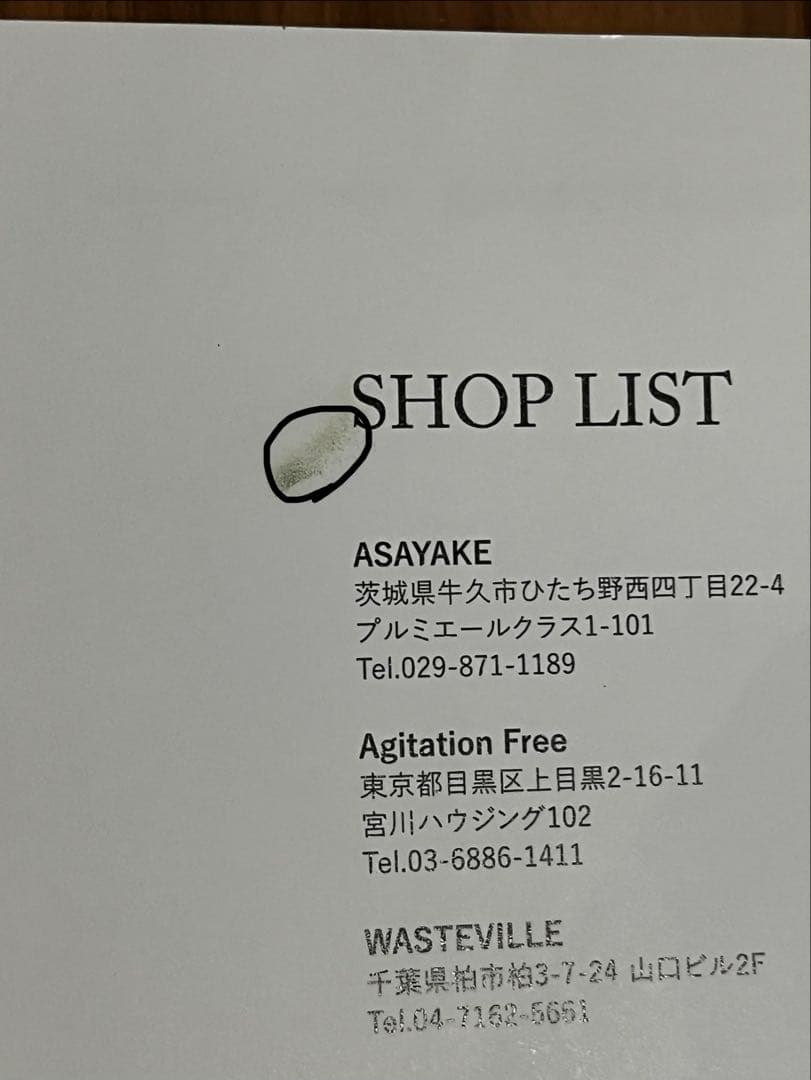 SHOP LIST
ASAYAKE
茨城県牛久市ひたち野西四丁目22-4
プルミエールクラス1-101
Tel.029-871-1189
Agitation Free
東京都目黒区上目黒2-16-11
宮川ハウジング102
Tel.03-6886-1411
WASTEVILLE
千葉県柏市柏3-7-24 山口ビル2F
Tel.04-7162-5661